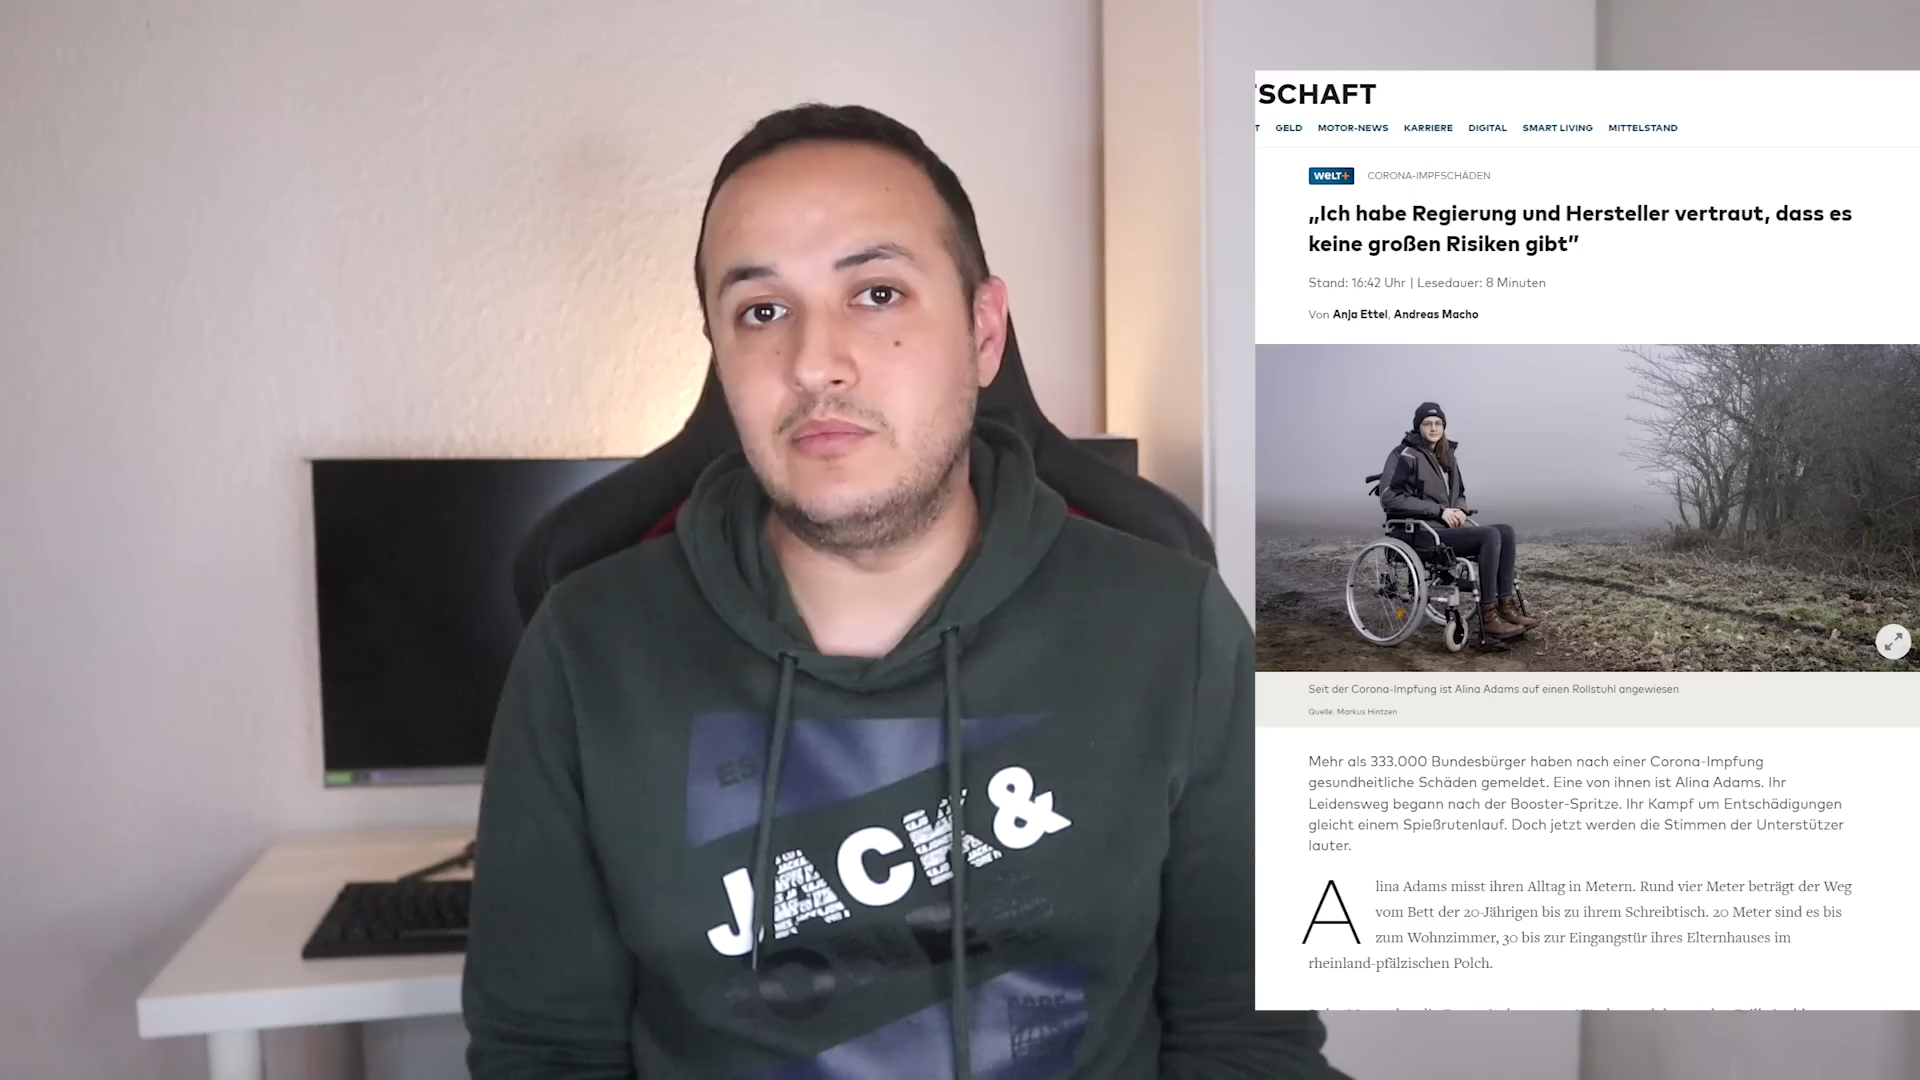 TSCHAFT
T GELD MOTOR-NEWS KARRIERE DIGITAL SMART LIVING MITTELSTAND
WELT+ CORONA-IMPFSCHÄDEN
„Ich habe Regierung und Hersteller vertraut, dass es
keine großen Risiken gibt“
Stand: 16:42 Uhr | Lesedauer: 8 Minuten
Von Anja Ettel, Andreas Macho
Seit der Corona-Impfung ist Alina Adams auf einen Rollstuhl angewiesen
Quelle: Markus Hintzen
Mehr als 333.000 Bundesbürger haben nach einer Corona-Impfung
gesundheitliche Schäden gemeldet. Eine von ihnen ist Alina Adams. Ihr
Leidensweg begann nach der Booster-Spritze. Ihr Kampf um Entschädigungen
gleicht einem Spießrutenlauf. Doch jetzt werden die Stimmen der Unterstützer
lauter.
Alina Adams misst ihren Alltag in Metern. Rund vier Meter beträgt der Weg
vom Bett der 20-Jährigen bis zu ihrem Schreibtisch. 20 Meter sind es bis
zum Wohnzimmer, 30 bis zur Eingangstür ihres Elternhauses im
rheinland-pfälzischen Polch.
ES
JACK &